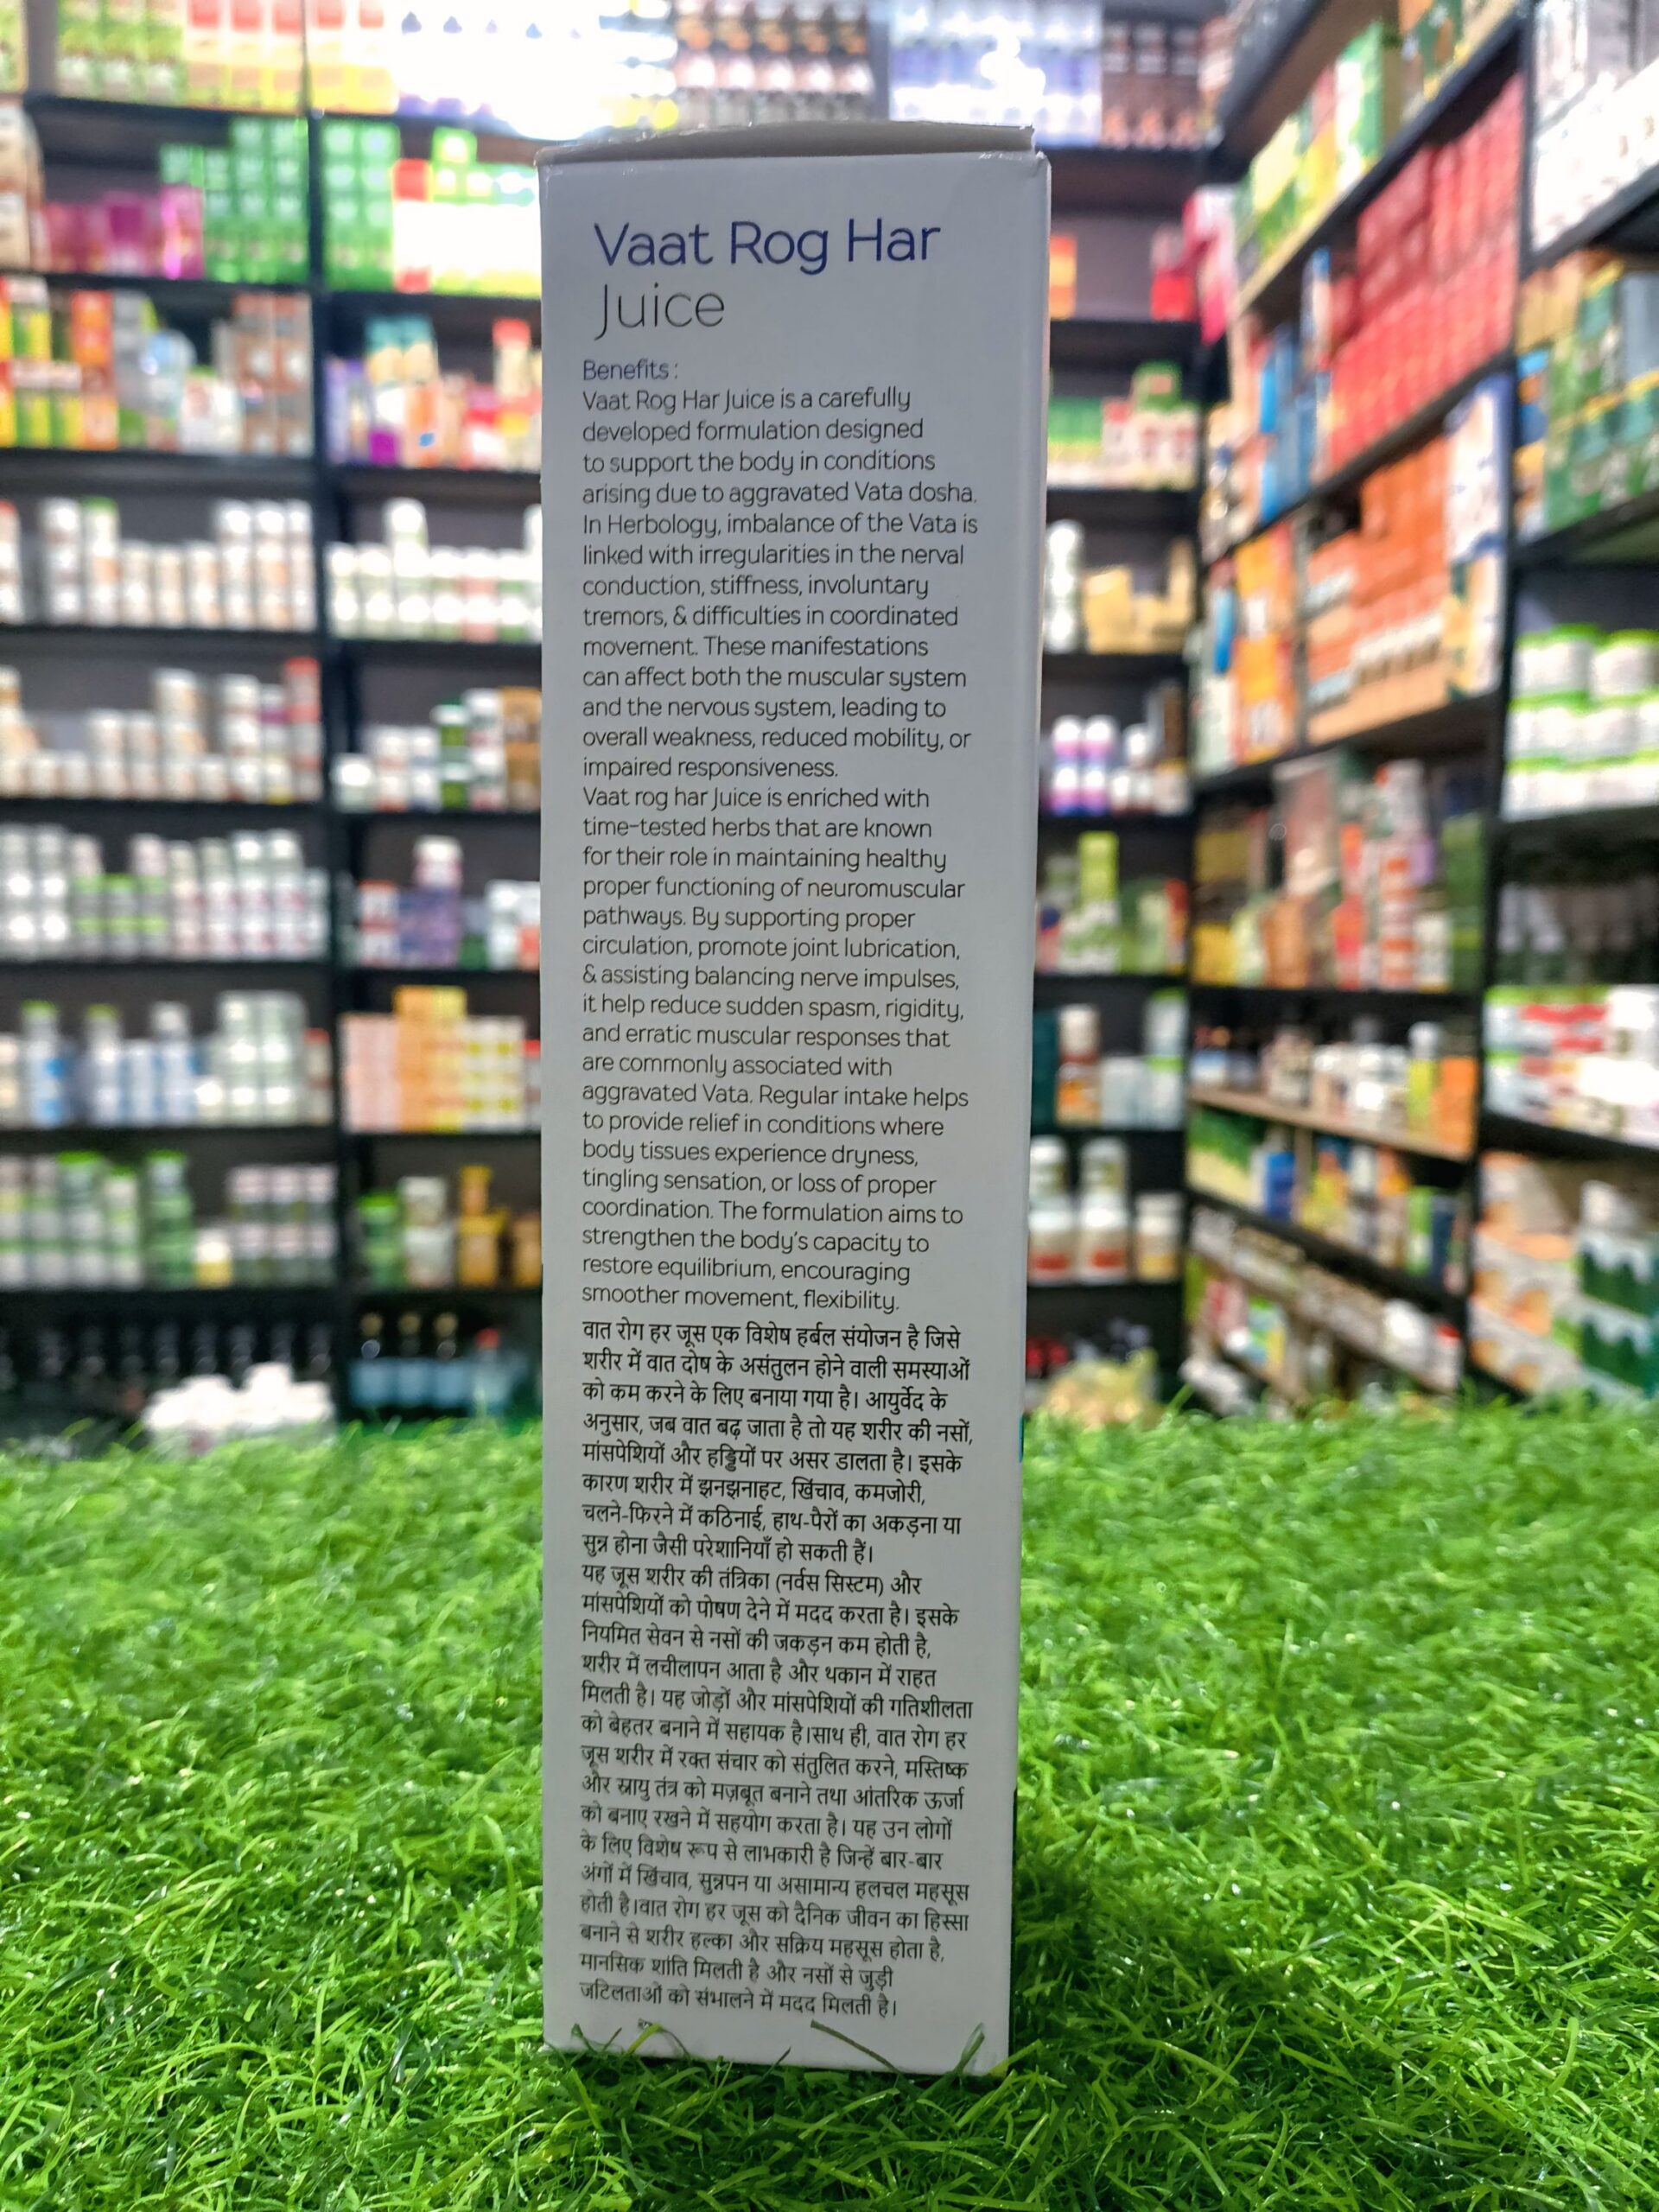 Vaat Rog Har
Juice
Benefits :
Vaat Rog Har Juice is a carefully
developed formulation designed
to support the body in conditions
arising due to aggravated Vata dosha.
In Herbology, imbalance of the Vata is
linked with irregularities in the nerval
conduction, stiffness, involuntary
tremors, & difficulties in coordinated
movement. These manifestations
can affect both the muscular system
and the nervous system, leading to
overall weakness, reduced mobility, or
impaired responsiveness.
Vaat rog har Juice is enriched with
time-tested herbs that are known
for their role in maintaining healthy
proper functioning of neuromuscular
pathways. By supporting proper
circulation, promote joint lubrication,
& assisting balancing nerve impulses,
it help reduce sudden spasm, rigidity,
and erratic muscular responses that
are commonly associated with
aggravated Vata. Regular intake helps
to provide relief in conditions where
body tissues experience dryness,
tingling sensation, or loss of proper
coordination. The formulation aims to
strengthen the body's capacity to
restore equilibrium, encouraging
smoother movement, flexibility.
वात रोग हर जूस एक विशेष हर्बल संयोजन है जिसे
शरीर में वात दोष के असंतुलन होने वाली समस्याओं
को कम करने के लिए बनाया गया है। आयुर्वेद के
अनुसार, जब वात बढ़ जाता है तो यह शरीर की नसों,
मांसपेशियों और हड्डियों पर असर डालता है। इसके
कारण शरीर में झनझनाहट, खिंचाव, कमजोरी,
चलने-फिरने में कठिनाई, हाथ-पैरों का अकड़ना या
सुन्न होना जैसी परेशानियाँ हो सकती हैं।
यह जूस शरीर की तंत्रिका (नर्वस सिस्टम) और
मांसपेशियों को पोषण देने में मदद करता है। इसके
नियमित सेवन से नसों की जकड़न कम होती है,
शरीर में लचीलापन आता है और थकान में राहत
मिलती है। यह जोड़ों और मांसपेशियों की गतिशीलता
को बेहतर बनाने में सहायक है।साथ ही, वात रोग हर
जूस शरीर में रक्त संचार को संतुलित करने, मस्तिष्क
और स्नायु तंत्र को मज़बूत बनाने तथा आंतरिक ऊर्जा
को बनाए रखने में सहयोग करता है। यह उन लोगों
के लिए विशेष रूप से लाभकारी है जिन्हें बार-बार
अंगों में खिंचाव, सुन्नपन या असामान्य हलचल महसूस
होती है।वात रोग हर जूस को दैनिक जीवन का हिस्सा
बनाने से शरीर हल्का और सक्रिय महसूस होता है,
मानसिक शांति मिलती है और नसों से जुड़ी
जटिलताओं को संभालने में मदद मिलती है।